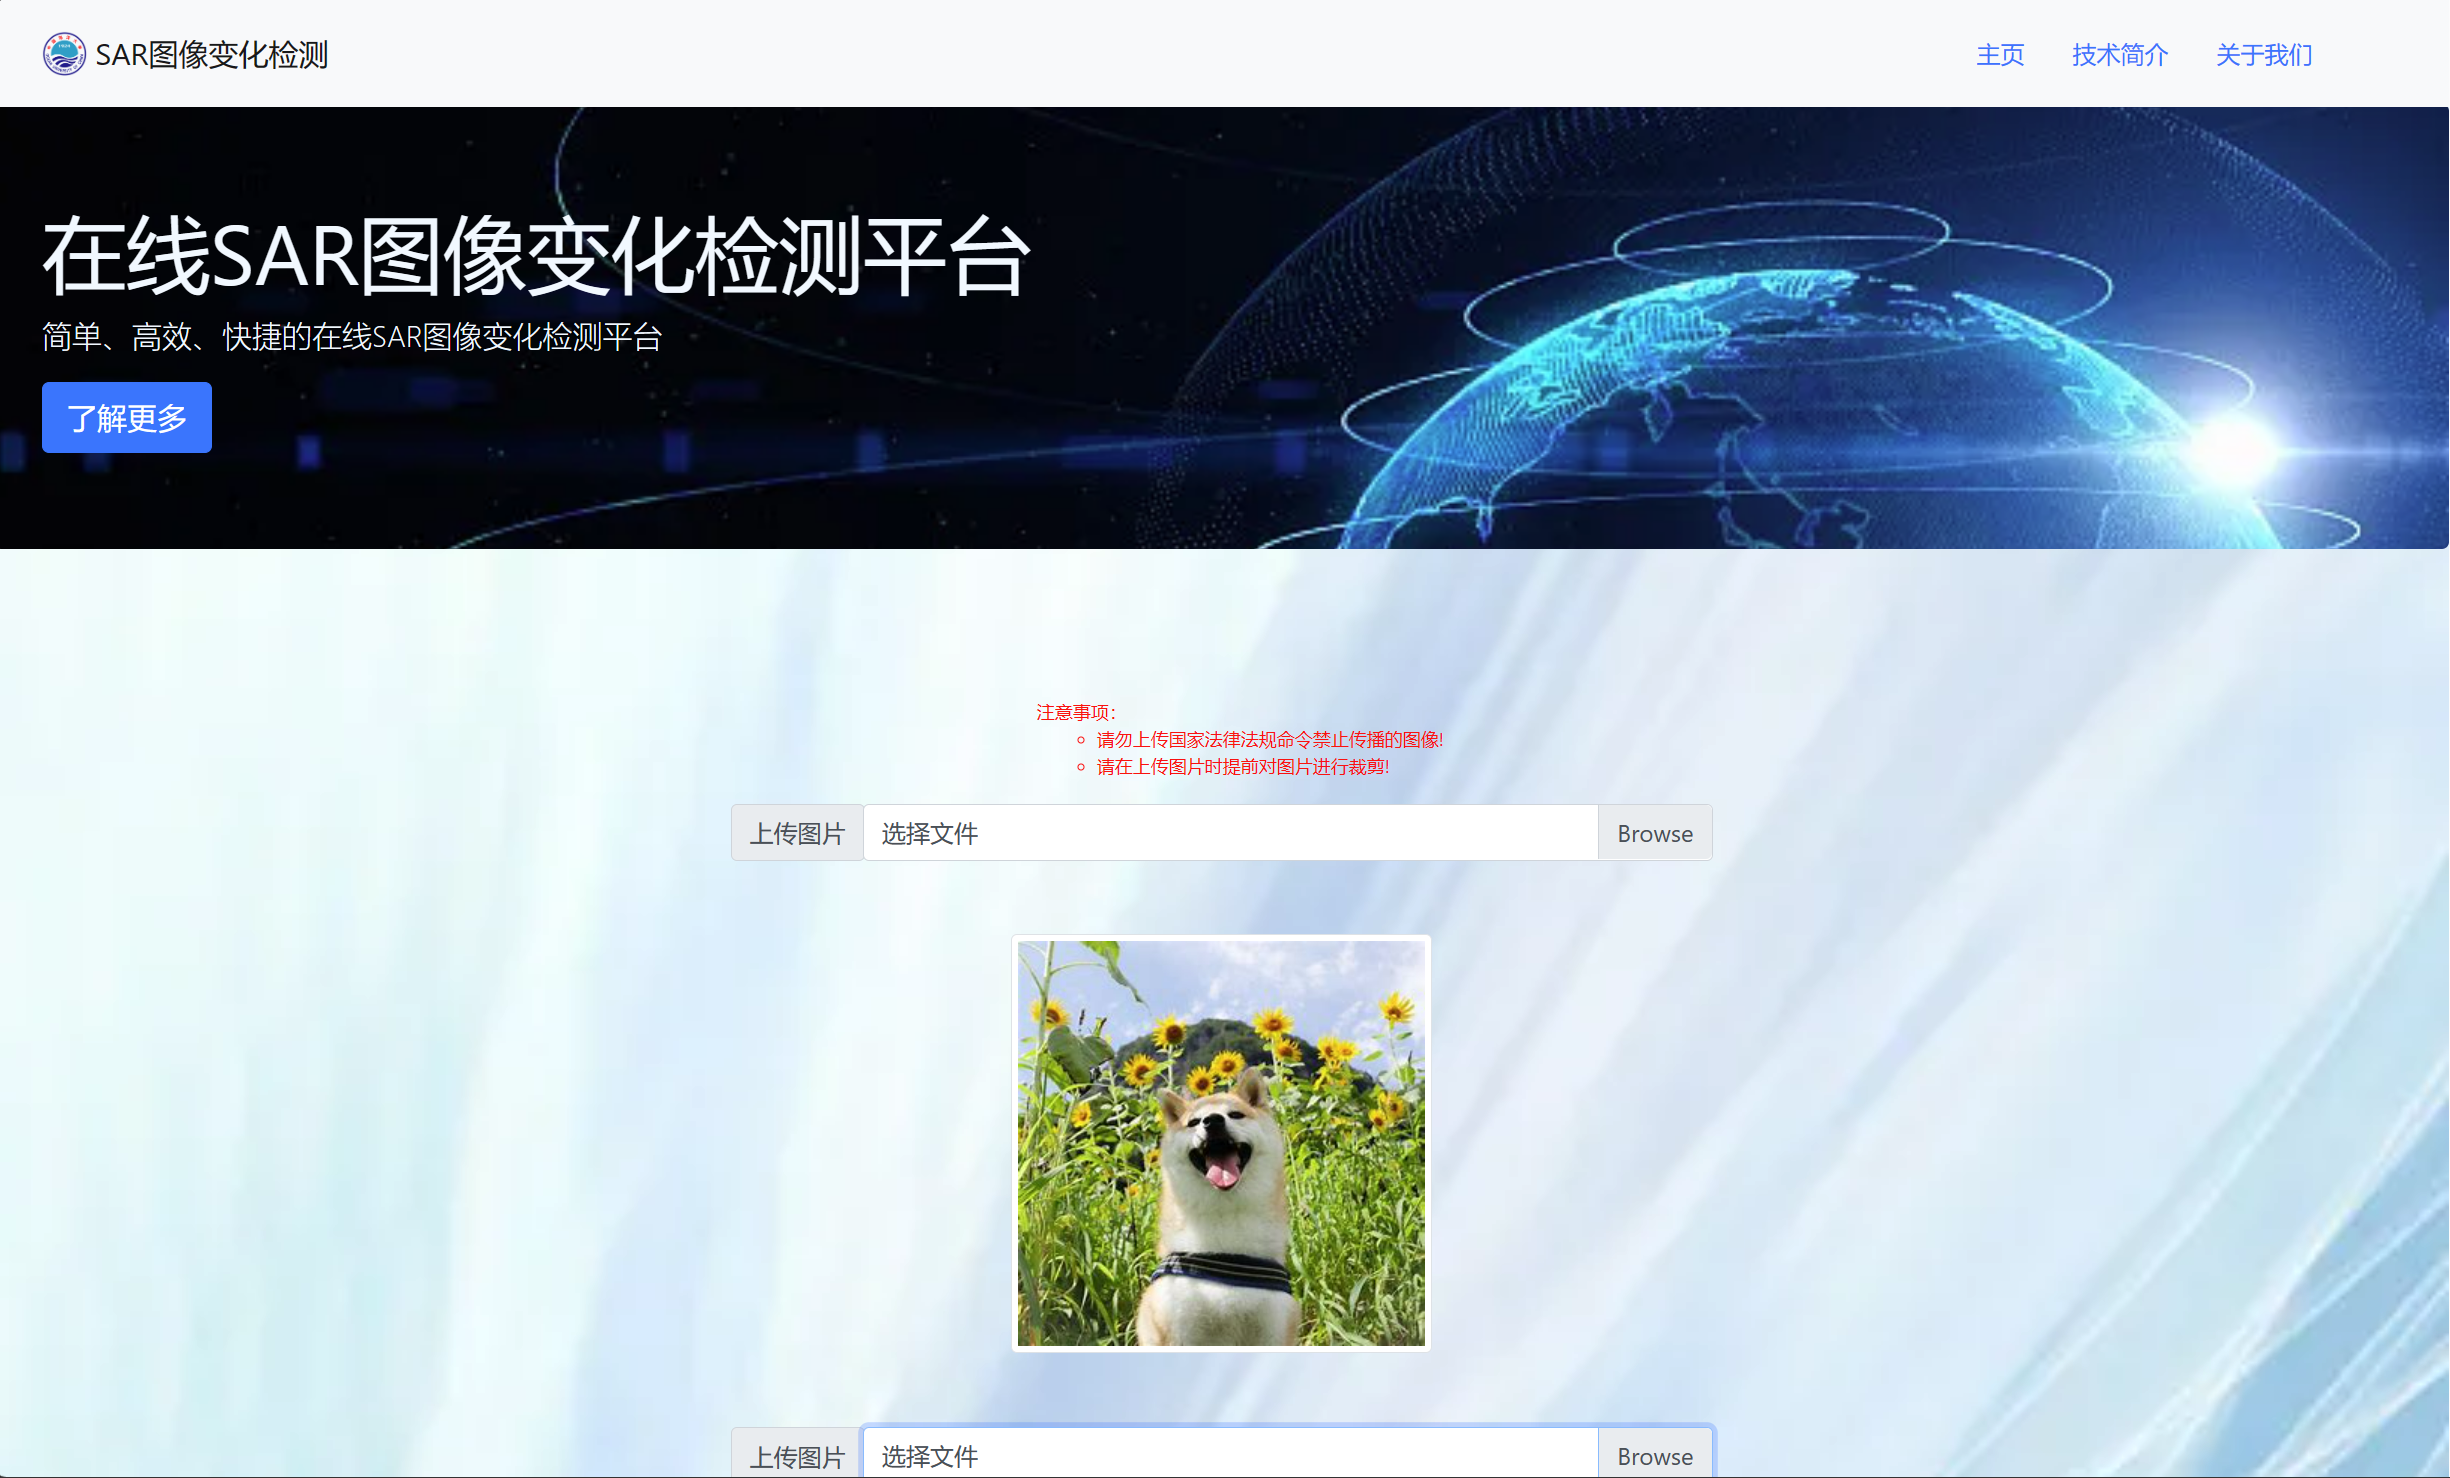 SAR图像变化检测
主页 技术简介 关于我们
在线SAR图像变化检测平台
简单、高效、快捷的在线SAR图像变化检测平台
了解更多
注意事项：
请勿上传国家法律法规命令禁止传播的图像!
请在上传图片时提前对图片进行裁剪!
上传图片 选择文件 Browse
上传图片 选择文件 Browse